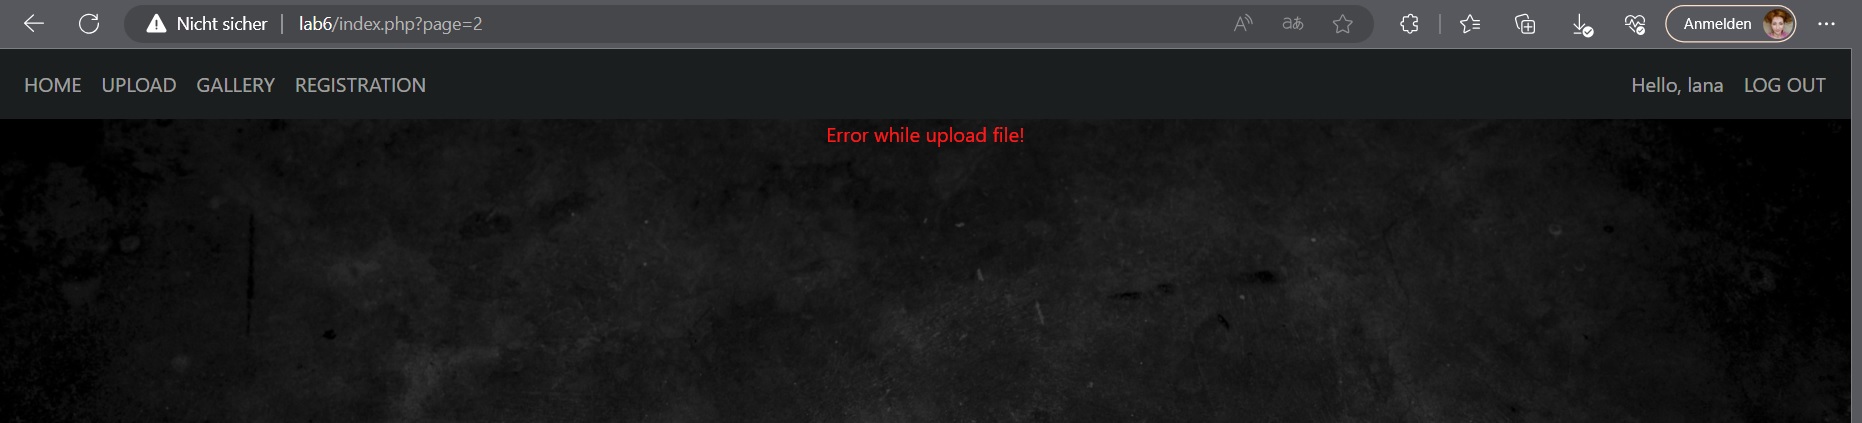 Nicht sicher | lab6/index.php?page=2 Anmelden
HOME UPLOAD GALLERY REGISTRATION Hello, lana LOG OUT
Error while upload file!